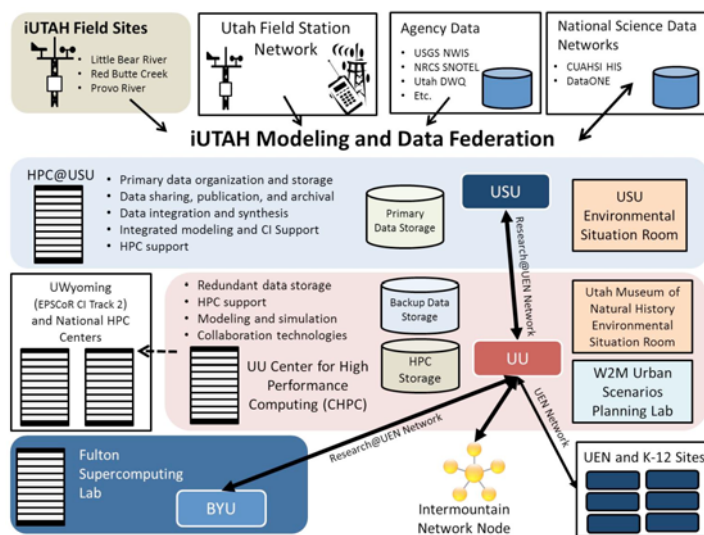 iUTAH Field Sites
• Little Bear River
• Red Butte Creek
• Provo River
Utah Field Station
Network
Agency Data
• USGS NWIS
• NRCS SNOTEL
• Utah DWQ
• Etc.
National Science Data
Networks
• CUAHSI HIS
• DataONE
iUTAH Modeling and Data Federation
HPC@USU
• Primary data organization and storage
• Data sharing, publication, and archival
• Data integration and synthesis
• Integrated modeling and CI Support
• HPC support
Primary
Data Storage
USU
USU
Environmental
Situation Room
Research@UEN Network
UWyoming
(EPSCoR CI Track 2)
and National HPC
Centers
• Redundant data storage
• HPC support
• Modeling and simulation
• Collaboration technologies
UU Center for High
Performance
Computing (CHPC)
Backup Data
Storage
HPC
Storage
UU
Utah Museum of
Natural History
Environmental
Situation Room
W2M Urban
Scenarios
Planning Lab
Research@UEN Network
UEN Network
Fulton
Supercomputing
Lab
BYU
Intermountain
Network Node
UEN and K-12 Sites